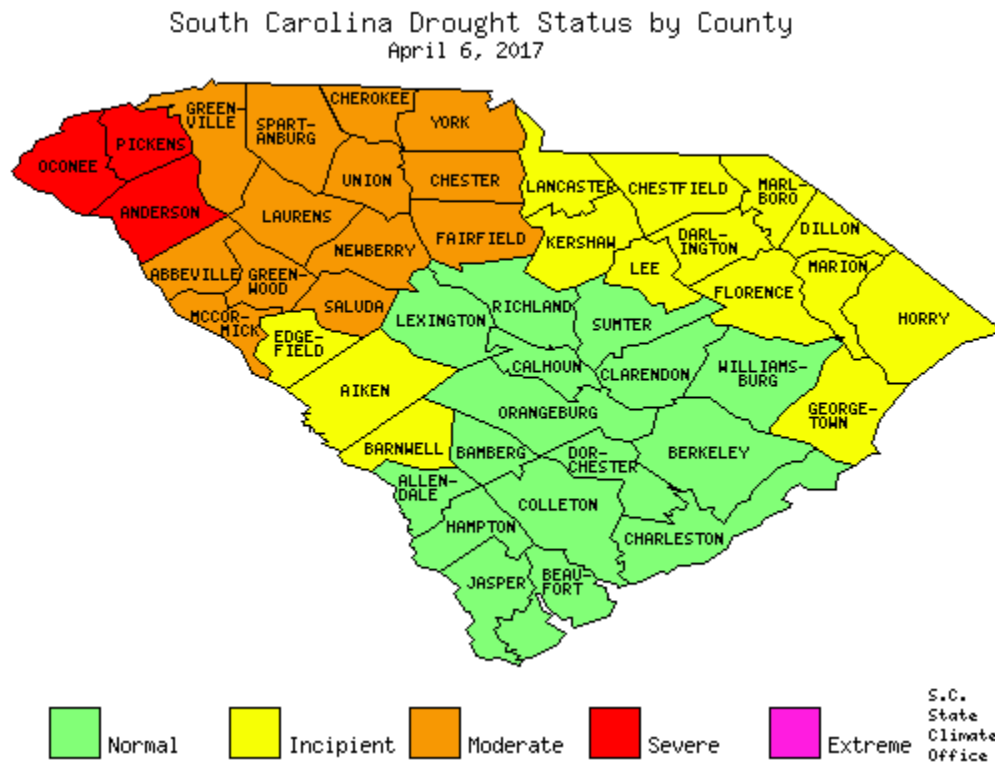 South Carolina Drought Status by County
April 6, 2017
CHEROKEE
GREEN-
VILLE
SPART-
ANBURG
YORK
PICKENS
OCONEE
UNION
CHESTER
LANCASTER
CHESTFIELD
MARL-
BORO
ANDERSON
LAURENS
DILLON
NEWBERRY
FAIRFIELD
KERSHAW
DARL-
INGTON
ABBEVILLE
GREEN-
WOOD
LEE
MARION
SALUDA
FLORENCE
MCCOR-
MICK
LEXINGTON
RICHLAND
SUMTER
HORRY
EDGE-
FIELD
CALHOUN
CLARENDON
WILLIAMS-
BURG
AIKEN
ORANGEBURG
GEORGE-
TOWN
BARNWELL
BAMBERG
DOR-
CHESTER
BERKELEY
ALLEN-
DALE
COLLETON
HAMPTON
CHARLESTON
JASPER
BEAU-
FORT
Normal
Incipient
Moderate
Severe
Extreme
S.C.
State
Climate
Office